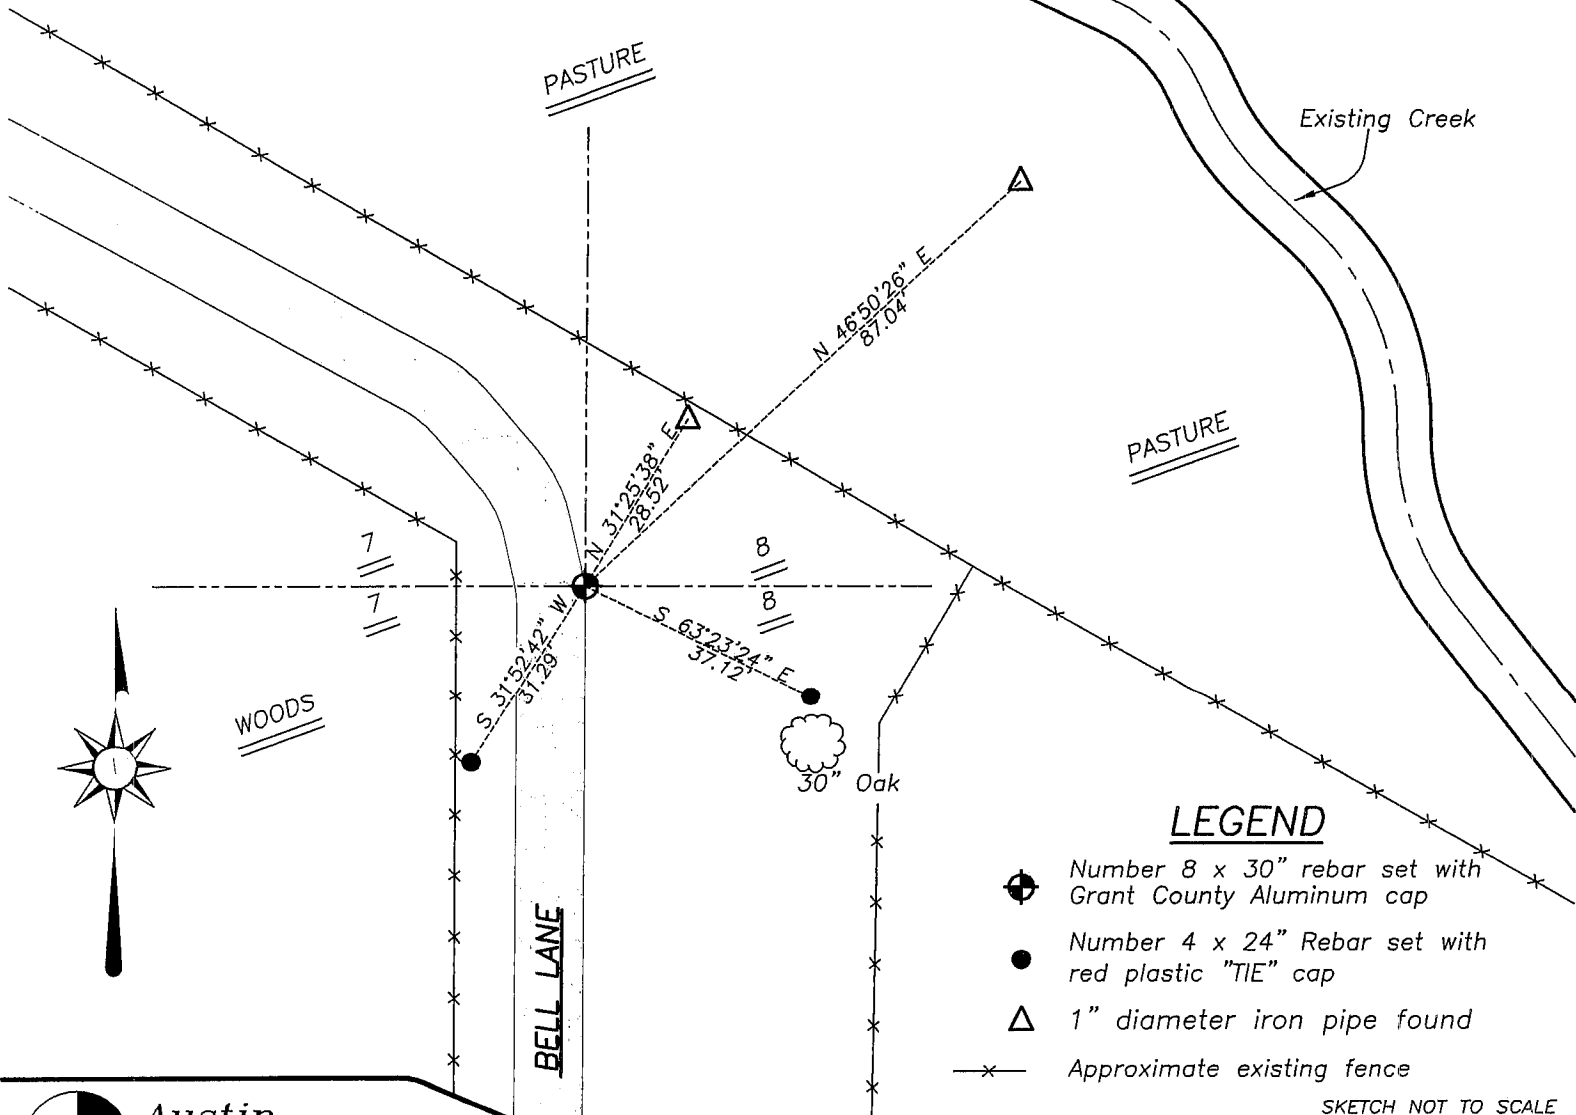 PASTURE
Existing Creek
N 46°50'26" E
87.04'
N 31°25'38" E
28.52'
PASTURE
7
8
7
8
S 63°23'24" E
37.12'
S 31°52'42" W
31.29'
WOODS
30" Oak
BELL LANE
LEGEND
Number 8 x 30" rebar set with
Grant County Aluminum cap
Number 4 x 24" Rebar set with
red plastic "TIE" cap
1" diameter iron pipe found
Approximate existing fence
SKETCH NOT TO SCALE
Austin